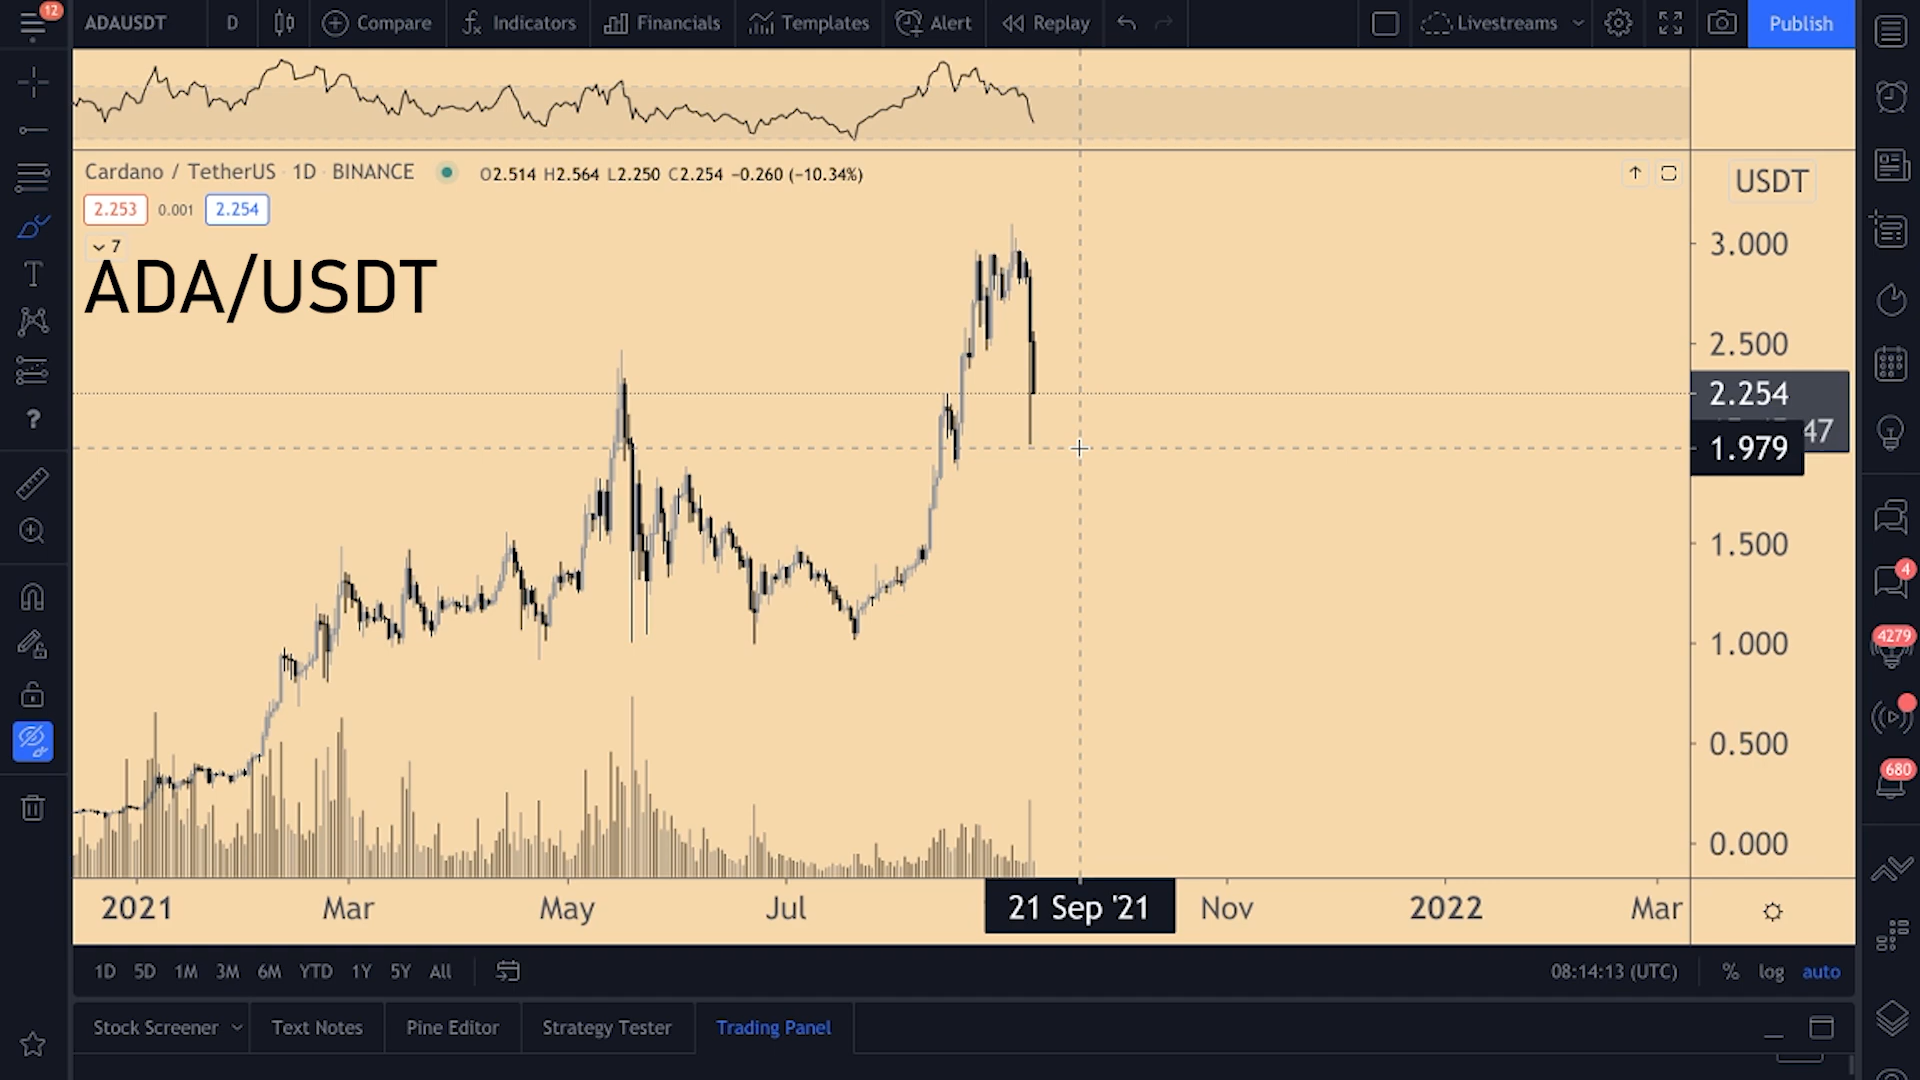 12
ADAUSDT D Compare Indicators Financials Templates Alert Replay Livestreams Publish
Cardano / TetherUS 1D BINANCE O2.514 H2.564 L2.250 C2.254 −0.260 (−10.34%)
USDT
2.253 0.001 2.254
7
ADA/USDT
3.000
2.500
2.254
47
1.979
1.500
1.000
0.500
0.000
4
4279
680
2021 Mar May Jul 21 Sep '21 Nov 2022 Mar
1D 5D 1M 3M 6M YTD 1Y 5Y All 08:14:13 (UTC) % log auto
Stock Screener Text Notes Pine Editor Strategy Tester Trading Panel